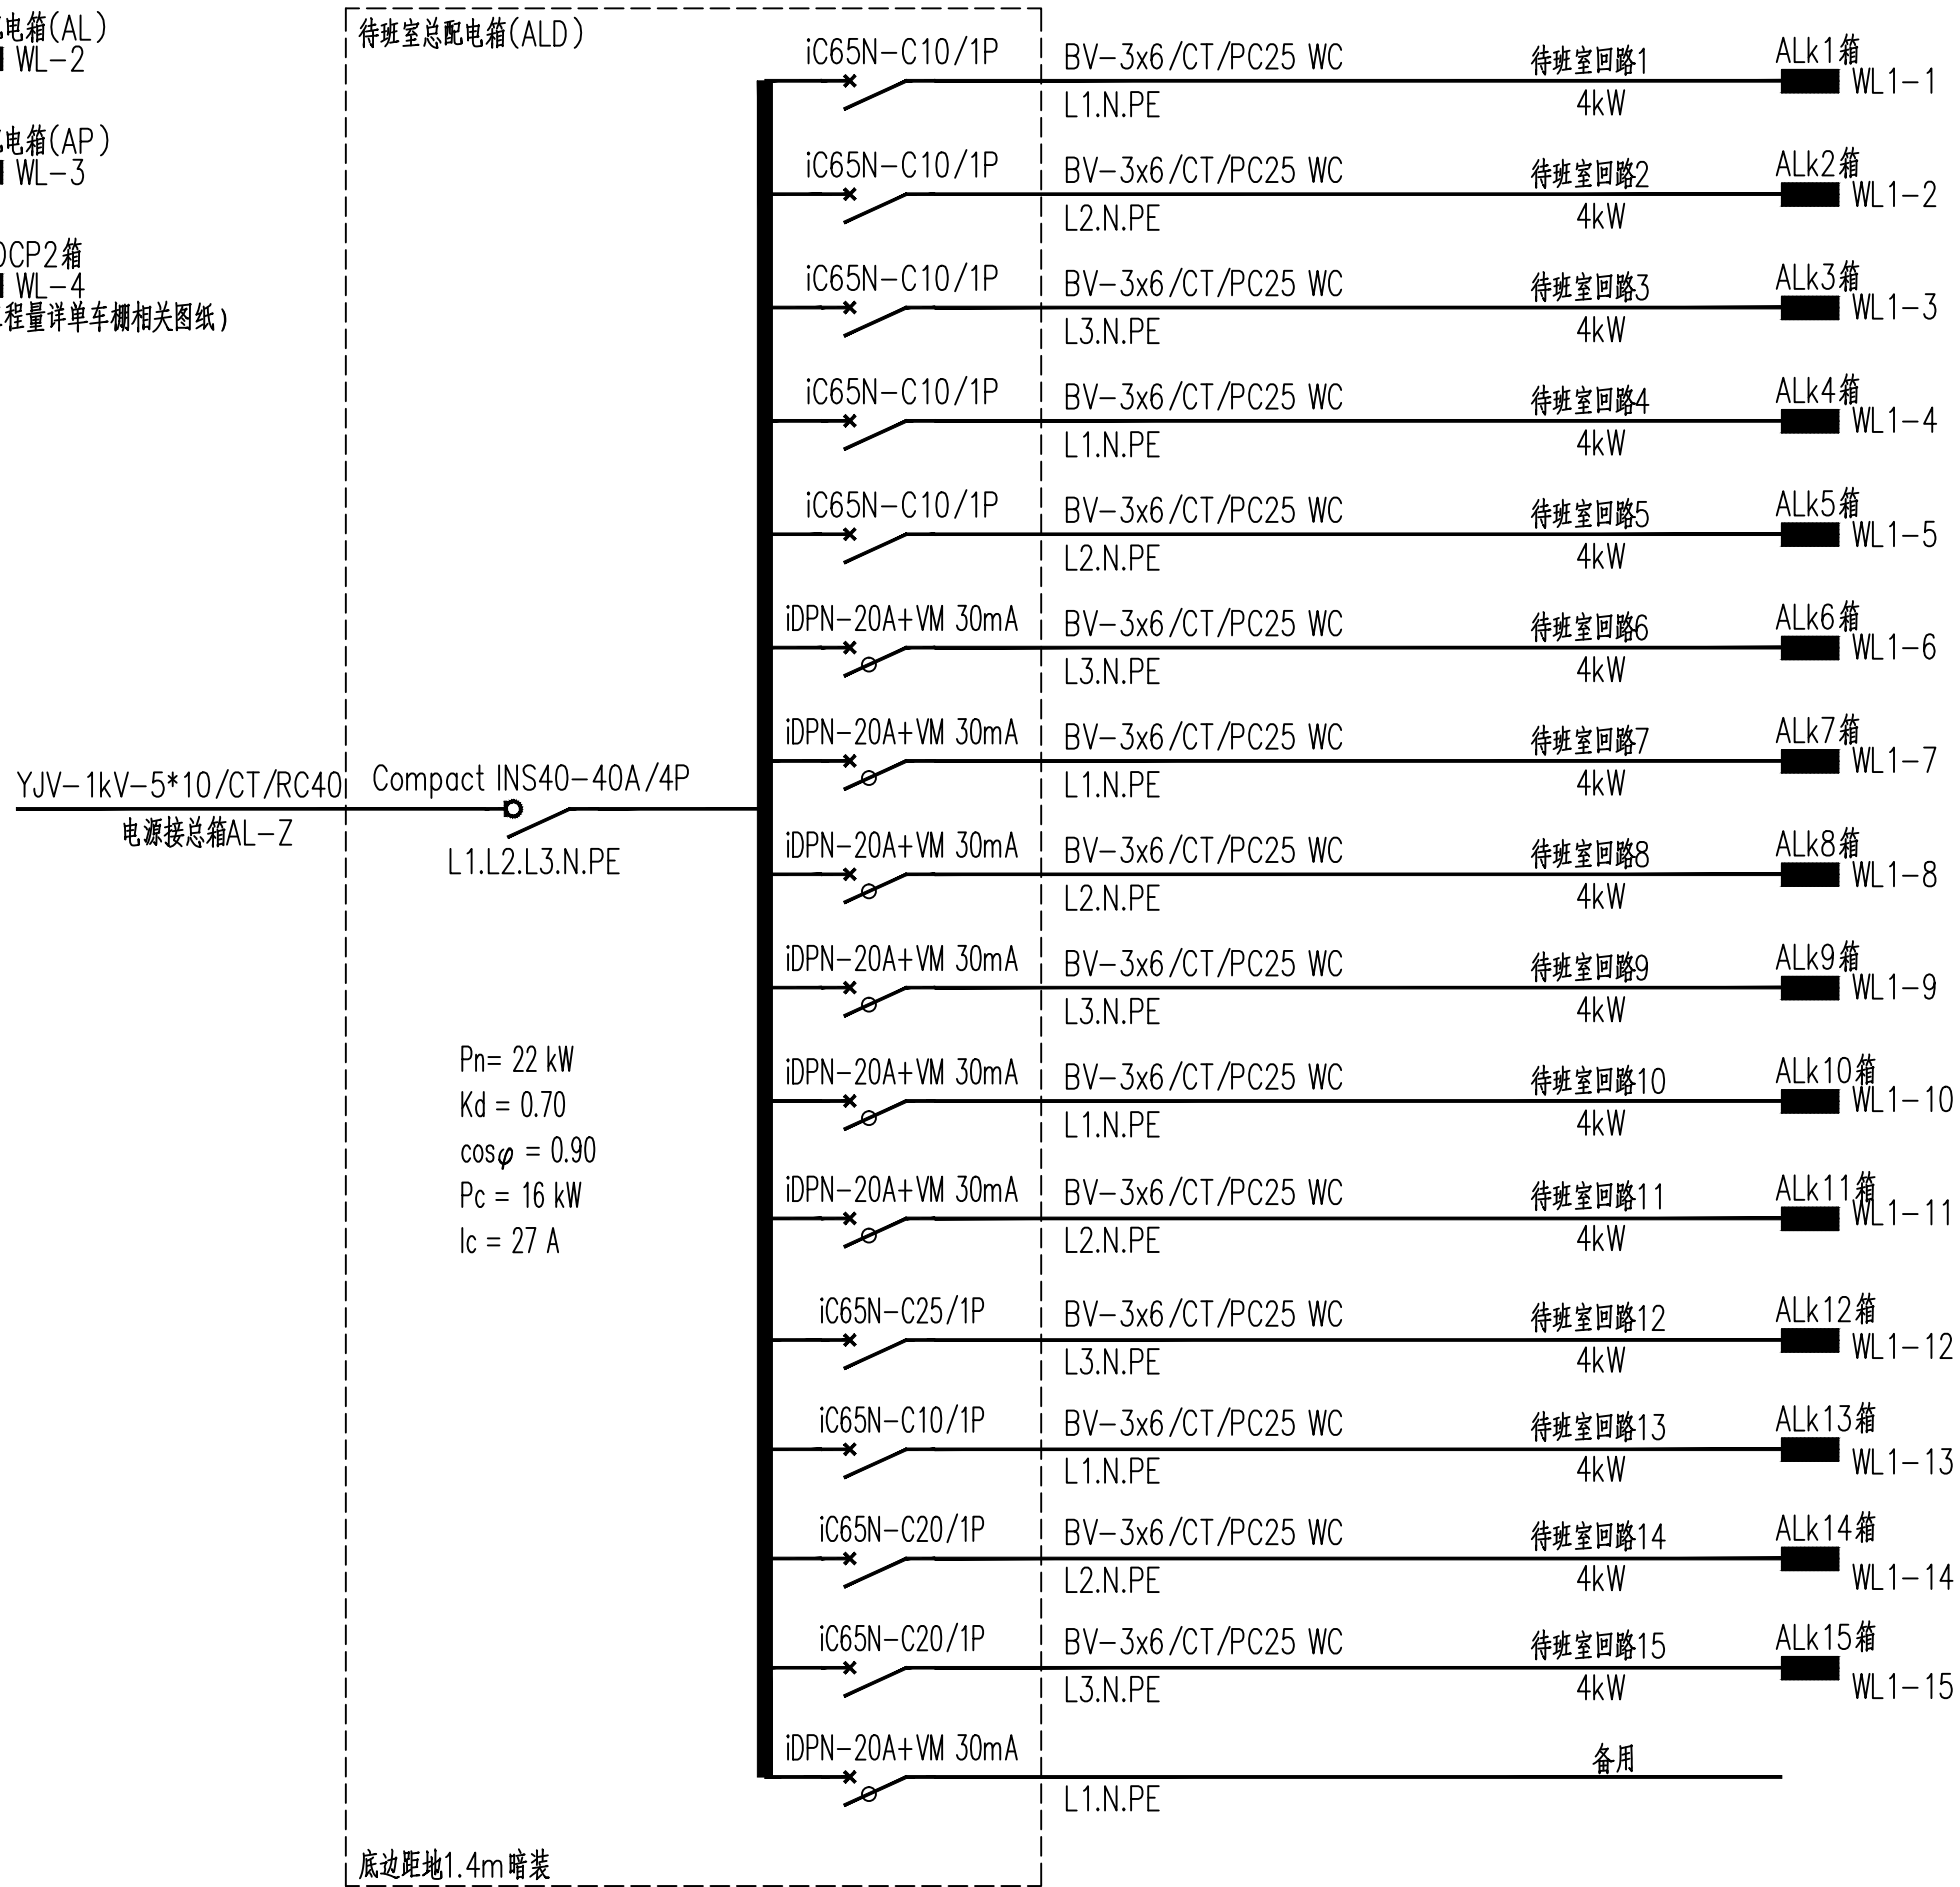 电箱(AL)
WL-2
电箱(AP)
WL-3
CP2箱
WL-4
程量详单车棚相关图纸)
待班室总配电箱(ALD)
YJV-1kV-5*10/CT/RC40
电源接总箱AL-Z
Compact INS40-40A/4P
L1.L2.L3.N.PE
Pn= 22 kW
Kd = 0.70
cosφ = 0.90
Pc = 16 kW
Ic = 27 A
iC65N-C10/1P BV-3x6/CT/PC25 WC 待班室回路1 ALk1箱
L1.N.PE 4kW WL1-1
iC65N-C10/1P BV-3x6/CT/PC25 WC 待班室回路2 ALk2箱
L2.N.PE 4kW WL1-2
iC65N-C10/1P BV-3x6/CT/PC25 WC 待班室回路3 ALk3箱
L3.N.PE 4kW WL1-3
iC65N-C10/1P BV-3x6/CT/PC25 WC 待班室回路4 ALk4箱
L1.N.PE 4kW WL1-4
iC65N-C10/1P BV-3x6/CT/PC25 WC 待班室回路5 ALk5箱
L2.N.PE 4kW WL1-5
iDPN-20A+VM 30mA BV-3x6/CT/PC25 WC 待班室回路6 ALk6箱
L3.N.PE 4kW WL1-6
iDPN-20A+VM 30mA BV-3x6/CT/PC25 WC 待班室回路7 ALk7箱
L1.N.PE 4kW WL1-7
iDPN-20A+VM 30mA BV-3x6/CT/PC25 WC 待班室回路8 ALk8箱
L2.N.PE 4kW WL1-8
iDPN-20A+VM 30mA BV-3x6/CT/PC25 WC 待班室回路9 ALk9箱
L3.N.PE 4kW WL1-9
iDPN-20A+VM 30mA BV-3x6/CT/PC25 WC 待班室回路10 ALk10箱
L1.N.PE 4kW WL1-10
iDPN-20A+VM 30mA BV-3x6/CT/PC25 WC 待班室回路11 ALk11箱
L2.N.PE 4kW WL1-11
iC65N-C25/1P BV-3x6/CT/PC25 WC 待班室回路12 ALk12箱
L3.N.PE 4kW WL1-12
iC65N-C10/1P BV-3x6/CT/PC25 WC 待班室回路13 ALk13箱
L1.N.PE 4kW WL1-13
iC65N-C20/1P BV-3x6/CT/PC25 WC 待班室回路14 ALk14箱
L2.N.PE 4kW WL1-14
iC65N-C20/1P BV-3x6/CT/PC25 WC 待班室回路15 ALk15箱
L3.N.PE 4kW WL1-15
iDPN-20A+VM 30mA 备用
L1.N.PE
底边距地1.4m暗装